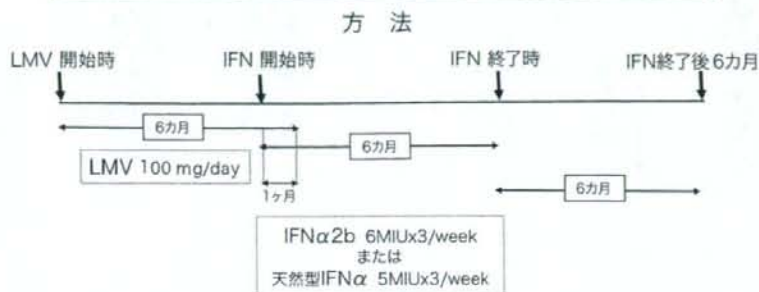 方 法
LMV 開始時 IFN 開始時 IFN 終了時 IFN終了後 6カ月
6カ月
6カ月
LMV 100 mg/day
6カ月
1ヶ月
IFNα2b 6MIUx3/week
または
天然型IFNα 5MIUx3/week